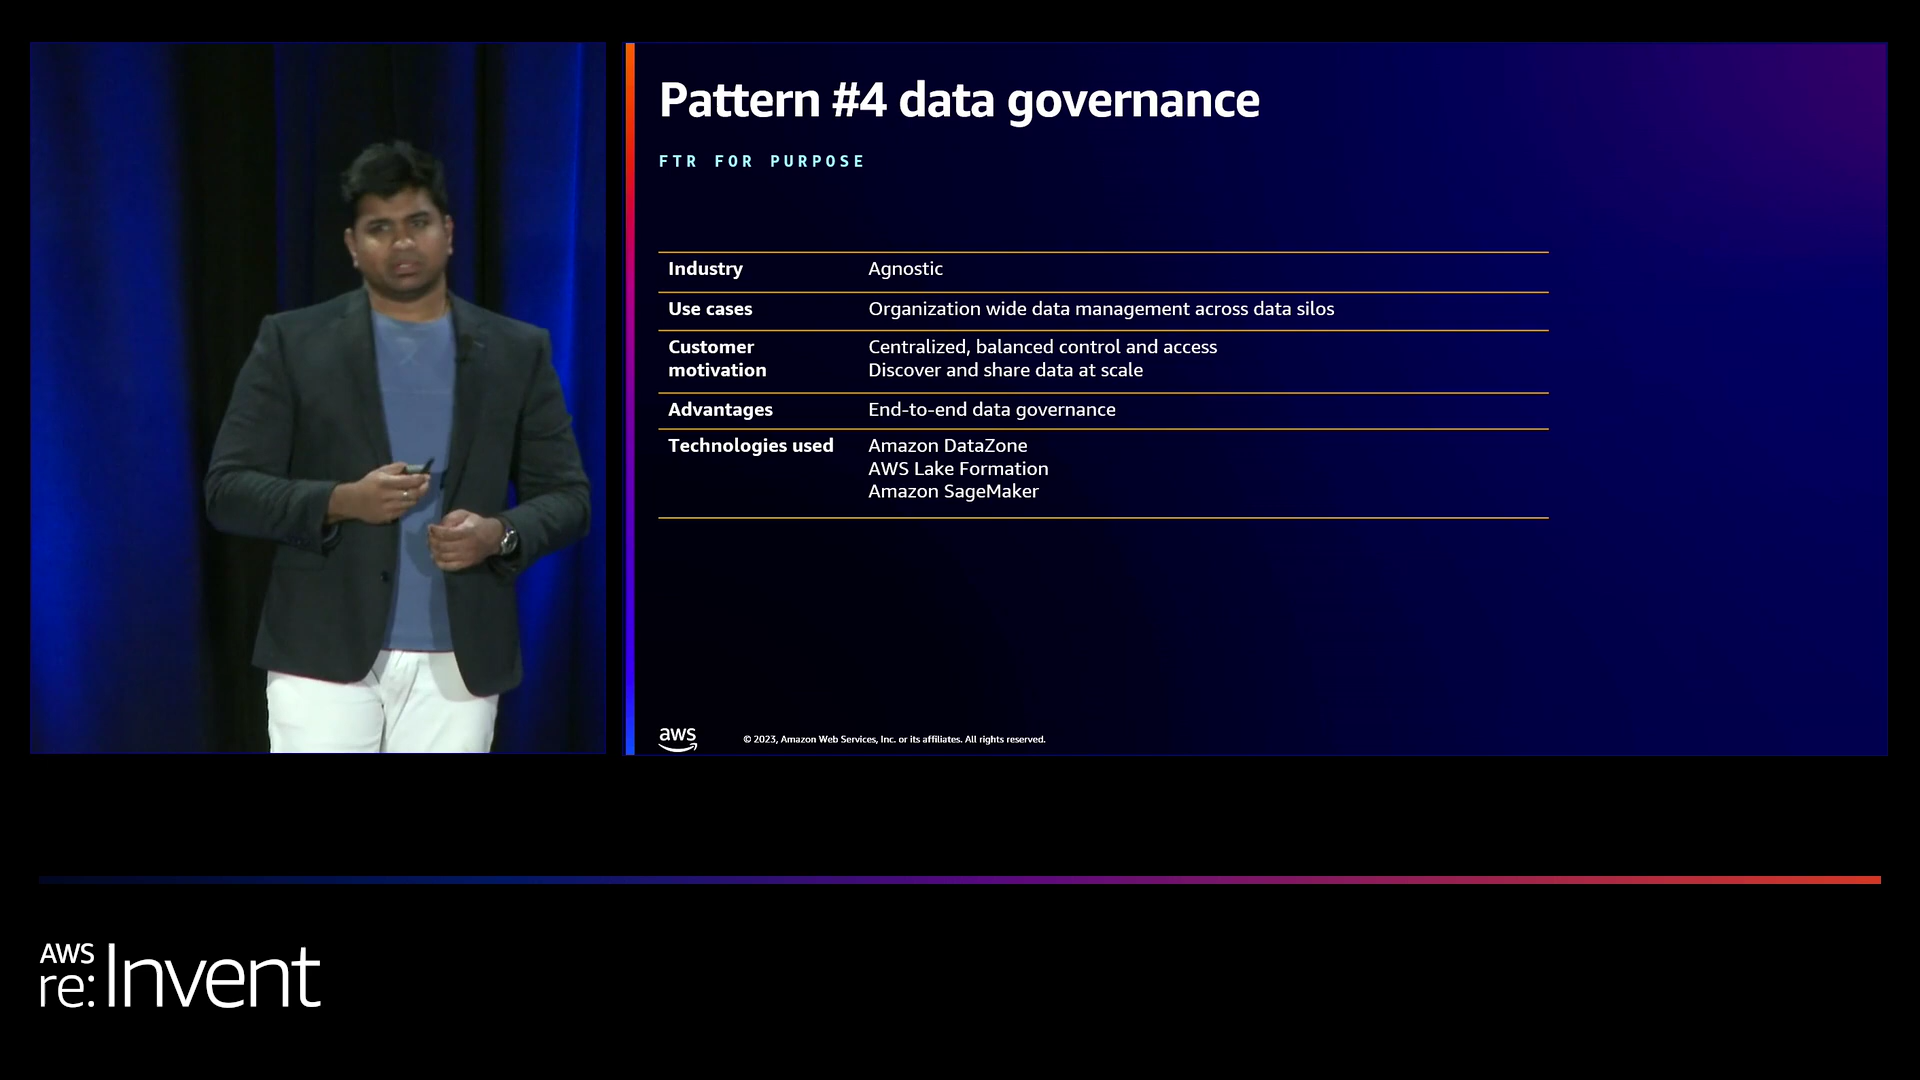 Pattern #4 data governance
FTR FOR PURPOSE
Industry Agnostic
Use cases Organization wide data management across data silos
Customer motivation Centralized, balanced control and access
Discover and share data at scale
Advantages End-to-end data governance
Technologies used Amazon DataZone
AWS Lake Formation
Amazon SageMaker
aws © 2023, Amazon Web Services, Inc. or its affiliates. All rights reserved.
AWS
re:Invent